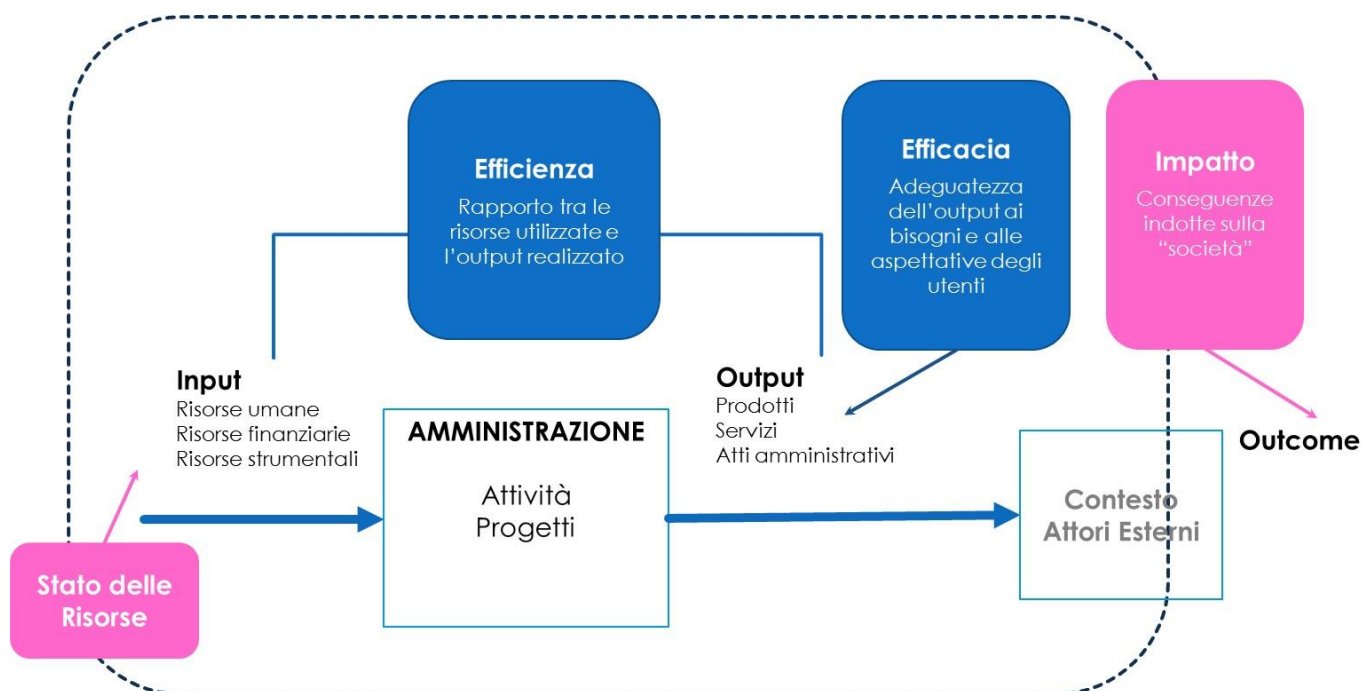 Efficienza
Rapporto tra le
risorse utilizzate e
l'output realizzato
Efficacia
Adeguatezza
dell'output ai
bisogni e alle
aspettative degli
utenti
Impatto
Conseguenze
indotte sulla
"società"
Input
Risorse umane
Risorse finanziarie
Risorse strumentali
AMMINISTRAZIONE
Attività
Progetti
Output
Prodotti
Servizi
Atti amministrativi
Outcome
Contesto
Attori Esterni
Stato delle
Risorse